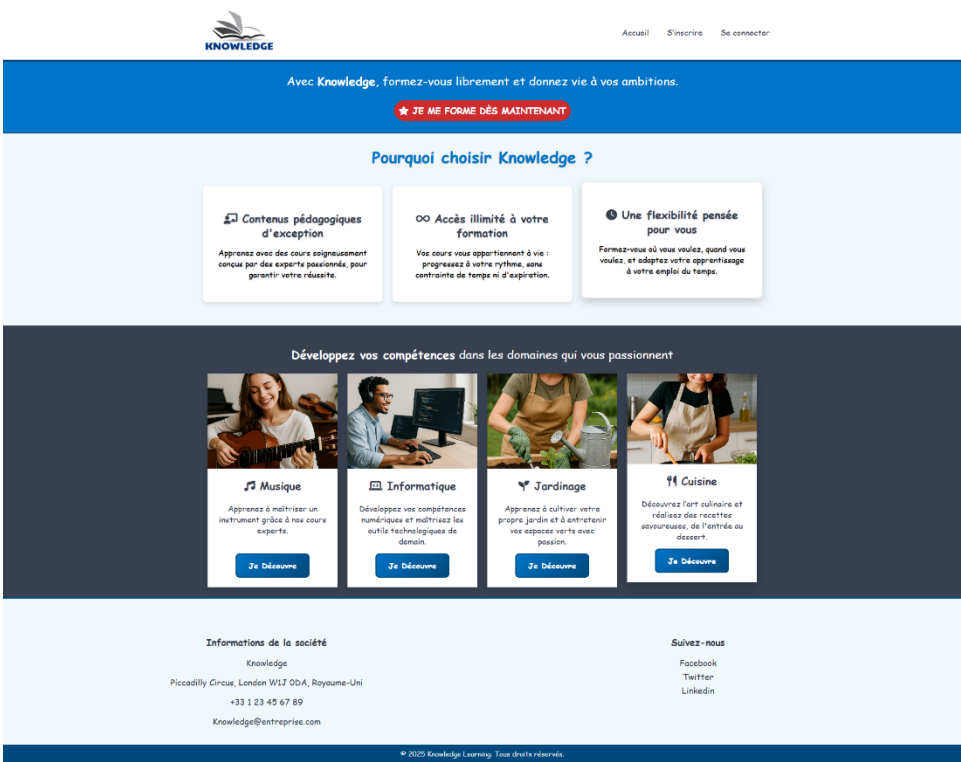 KNOWLEDGE
Accueil S'inscrire Se connecter
Avec Knowledge, formez-vous librement et donnez vie à vos ambitions.
JE ME FORME DÈS MAINTENANT
Pourquoi choisir Knowledge ?
Contenus pédagogiques
d'exception
Apprenez avec des cours soigneusement
conçus par des experts passionnés, pour
garantir votre réussite.
Accès illimité à votre
formation
Vos cours vous appartiennent à vie :
progressez à votre rythme, sans
contrainte de temps ni d'expiration.
Une flexibilité pensée
pour vous
Formez-vous où vous voulez, quand vous
voulez, et adaptez votre apprentissage
à votre emploi du temps.
Développez vos compétences dans les domaines qui vous passionnent
Musique
Apprenez à maîtriser un
instrument grâce à nos cours
experts.
Je Découvre
Informatique
Développez vos compétences
numériques et maîtrisez les
outils technologiques de
demain.
Je Découvre
Jardinage
Apprenez à cultiver votre
propre jardin et à entretenir
vos espaces verts avec
passion.
Je Découvre
Cuisine
Découvrez l'art culinaire et
réalisez des recettes
savoureuses, de l'entrée au
dessert.
Je Découvre
Informations de la société
Knowledge
Piccadilly Circus, London W1J 0DA, Royaume-Uni
+33 1 23 45 67 89
Knowledge@entreprise.com
Suivez-nous
Facebook
Twitter
Linkedin
© 2025 Knowledge Learning. Tous droits réservés.